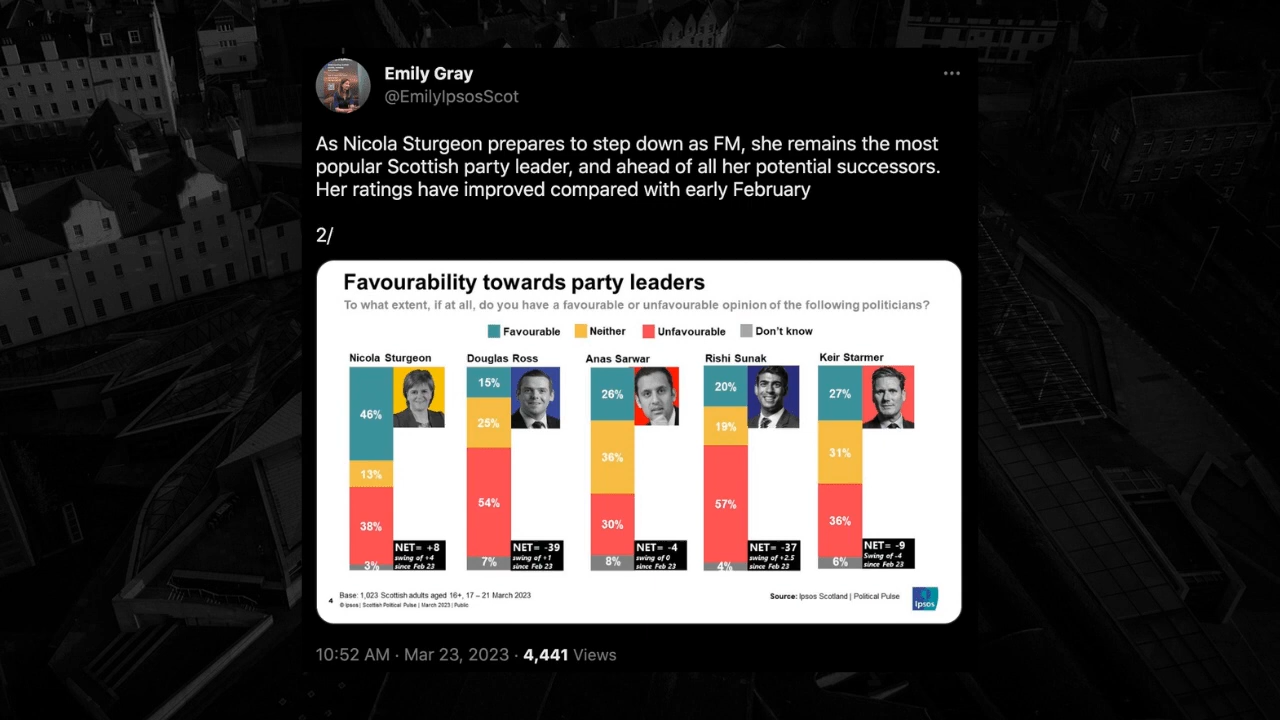 Emily Gray
@EmilyIpsosScot
As Nicola Sturgeon prepares to step down as FM, she remains the most
popular Scottish party leader, and ahead of all her potential successors.
Her ratings have improved compared with early February
2/
Favourability towards party leaders
To what extent, if at all, do you have a favourable or unfavourable opinion of the following politicians?
Favourable Neither Unfavourable Don't know
Nicola Sturgeon Douglas Ross Anas Sarwar Rishi Sunak Keir Starmer
46% 15% 26% 20% 27%
13% 25% 36% 19% 31%
38% 54% 30% 57% 36%
3% 7% 8% 4% 6%
NET= +8 NET= -39 NET= -4 NET= -37 NET= -9
swing of +4 swing of +1 swing of 0 swing of +2.5 Swing of -4
since Feb 23 since Feb 23 since Feb 23 since Feb 23 since Feb 23
4 Base: 1,023 Scottish adults aged 16+, 17 – 21 March 2023
© Ipsos | Scottish Political Pulse | March 2023 | Public
Source: Ipsos Scotland | Political Pulse
Ipsos
10:52 AM · Mar 23, 2023 · 4,441 Views